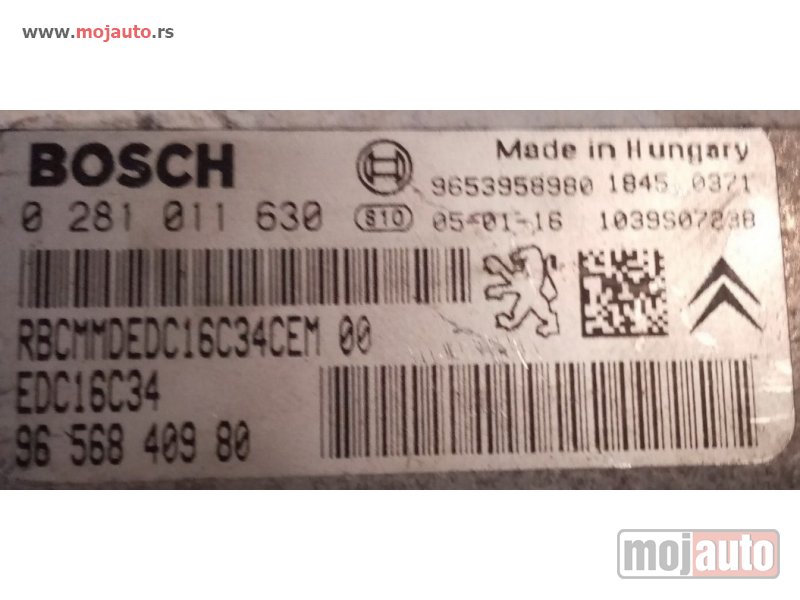 www.mojauto.rs
BOSCH
Made in Hungary
9653958980 1845 0371
0 281 011 630 S10 05-01-16 1039S07238
RBCMMDEDC16C34CEM 00
EDC16C34
96 568 409 80
mojauto